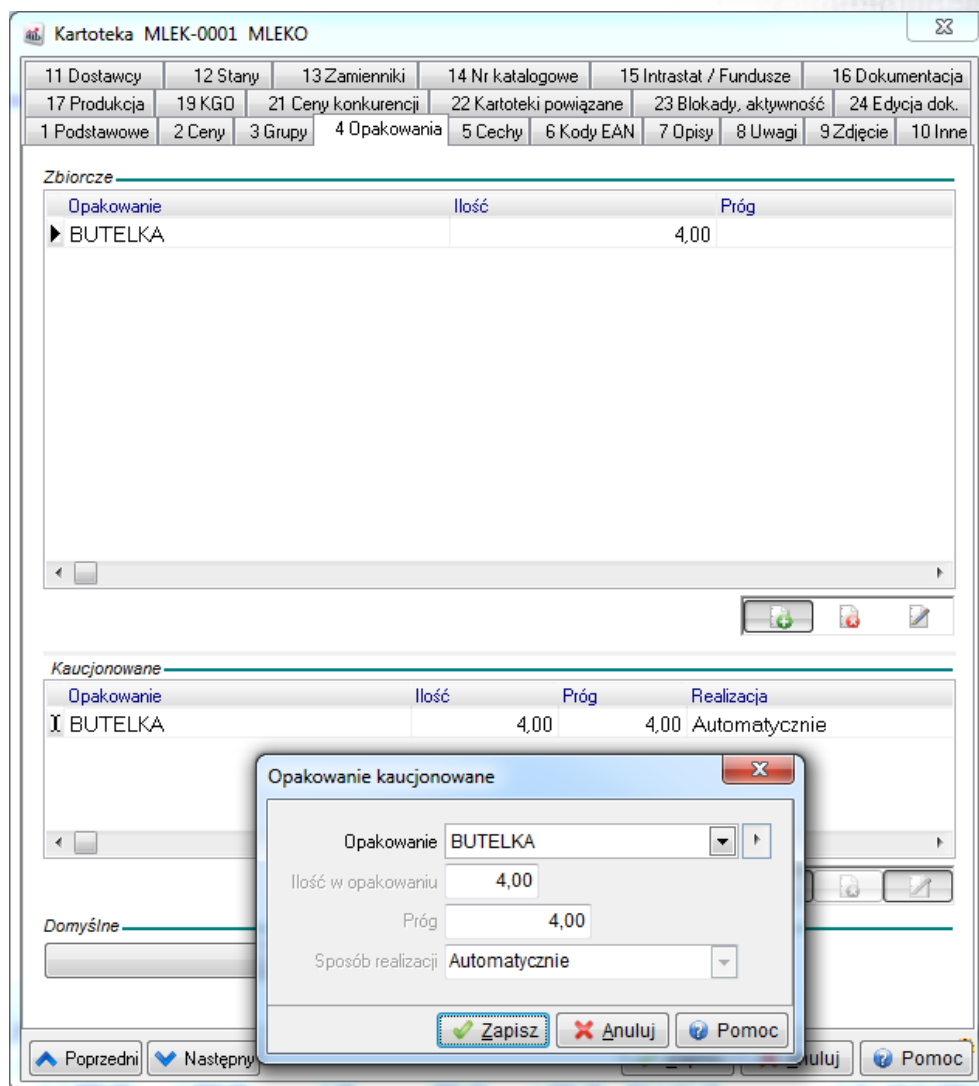 Kartoteka MLEK-0001 MLEKO
11 Dostawcy 12 Stany 13 Zamienniki 14 Nr katalogowe 15 Intrastat / Fundusze 16 Dokumentacja
17 Produkcja 19 KGO 21 Ceny konkurencji 22 Kartoteki powiązane 23 Blokady, aktywność 24 Edycja dok.
1 Podstawowe 2 Ceny 3 Grupy 4 Opakowania 5 Cechy 6 Kody EAN 7 Opisy 8 Uwagi 9 Zdjęcie 10 Inne
Zbiorcze
Opakowanie Ilość Próg
BUTELKA 4,00
Kaucjonowane
Opakowanie Ilość Próg Realizacja
BUTELKA 4,00 4,00 Automatycznie
Opakowanie kaucjonowane
Opakowanie BUTELKA
Ilość w opakowaniu 4,00
Próg 4,00
Domyślne
Sposób realizacji Automatycznie
Zapisz Anuluj Pomoc
Poprzedni Następny Pomoc